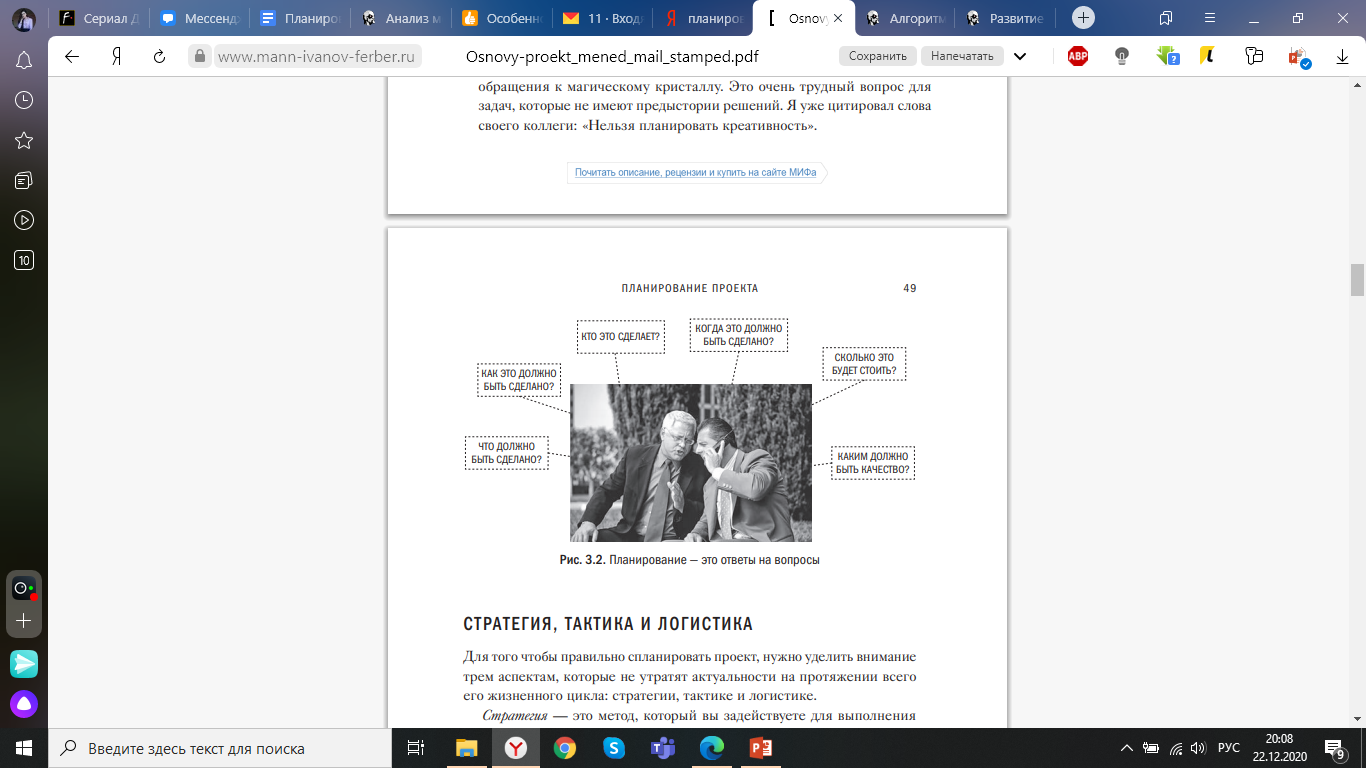 Сериал Д
Мессенд
Планиро
Анализ м
Особенн
11 · Вход
планиров
Osnovy
Алгоритм
Развитие
www.mann-ivanov-ferber.ru
Osnovy-proekt_mened_mail_stamped.pdf
Сохранить
Напечатать
ABP
?
10
обращения к магическому кристаллу. Это очень трудный вопрос для
задач, которые не имеют предыстории решений. Я уже цитировал слова
своего коллеги: «Нельзя планировать креативность».
Почитать описание, рецензии и купить на сайте МИФа
ПЛАНИРОВАНИЕ ПРОЕКТА 49
КТО ЭТО СДЕЛАЕТ?
КОГДА ЭТО ДОЛЖНО
БЫТЬ СДЕЛАНО?
СКОЛЬКО ЭТО
БУДЕТ СТОИТЬ?
КАК ЭТО ДОЛЖНО
БЫТЬ СДЕЛАНО?
ЧТО ДОЛЖНО
БЫТЬ СДЕЛАНО?
КАКИМ ДОЛЖНО
БЫТЬ КАЧЕСТВО?
Рис. 3.2. Планирование — это ответы на вопросы
СТРАТЕГИЯ, ТАКТИКА И ЛОГИСТИКА
Для того чтобы правильно спланировать проект, нужно уделить внимание
трем аспектам, которые не утратят актуальности на протяжении всего
его жизненного цикла: стратегии, тактике и логистике.
Стратегия — это метод, который вы задействуете для выполнения
Введите здесь текст для поиска
РУС
20:08
22.12.2020
9